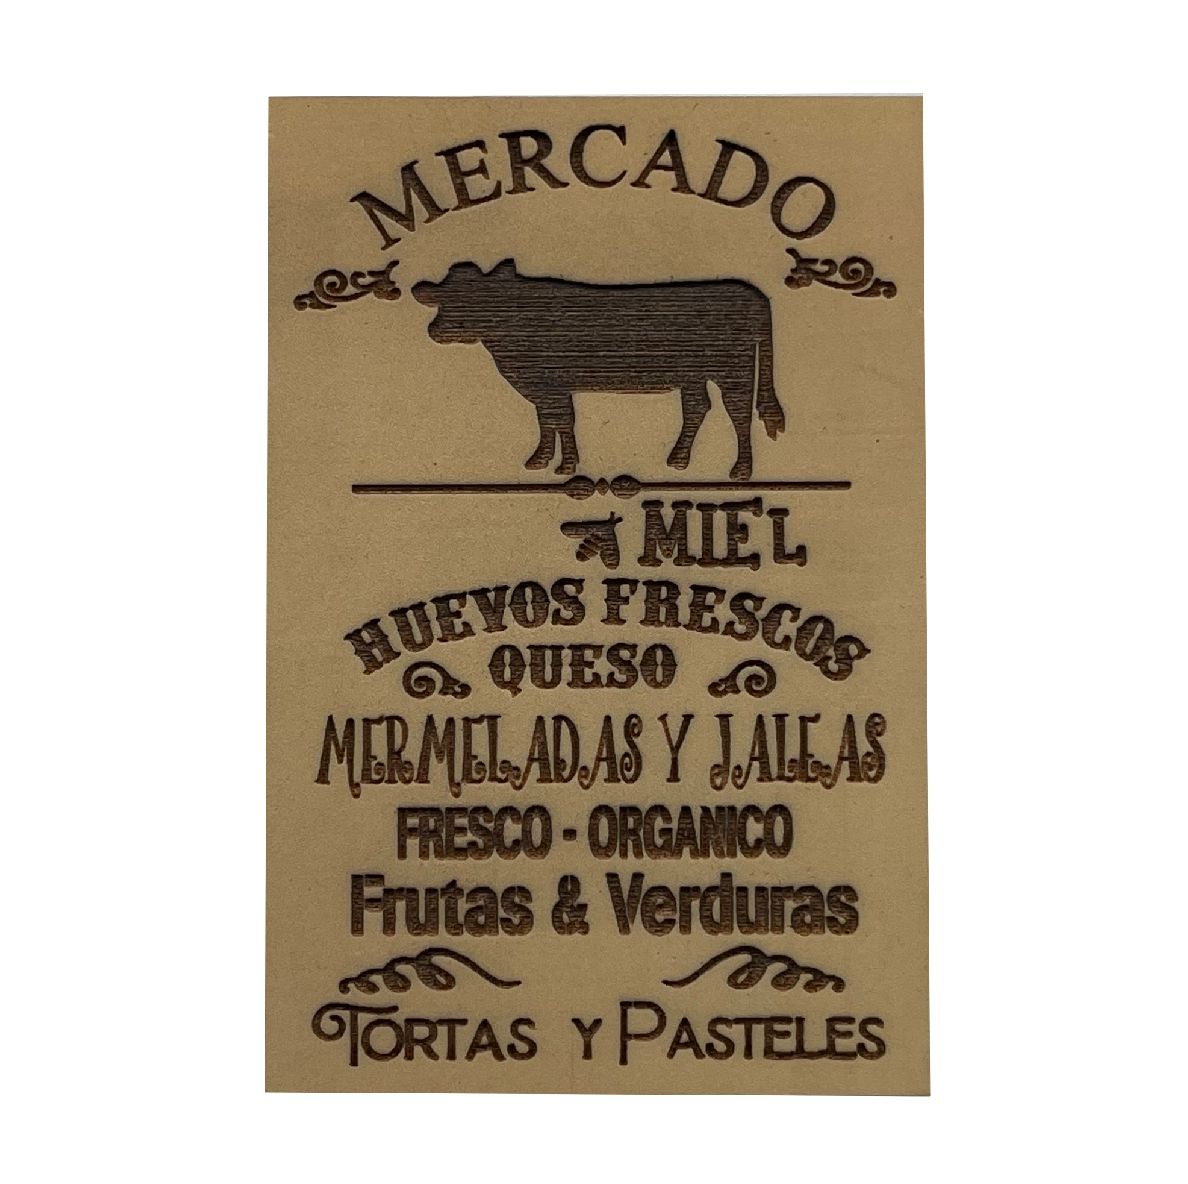 MERCADO
MIEL
HUEVOS FRESCOS
QUESO
MERMELADAS Y JALEAS
FRESCO - ORGANICO
Frutas & Verduras
TORTAS Y PASTELES